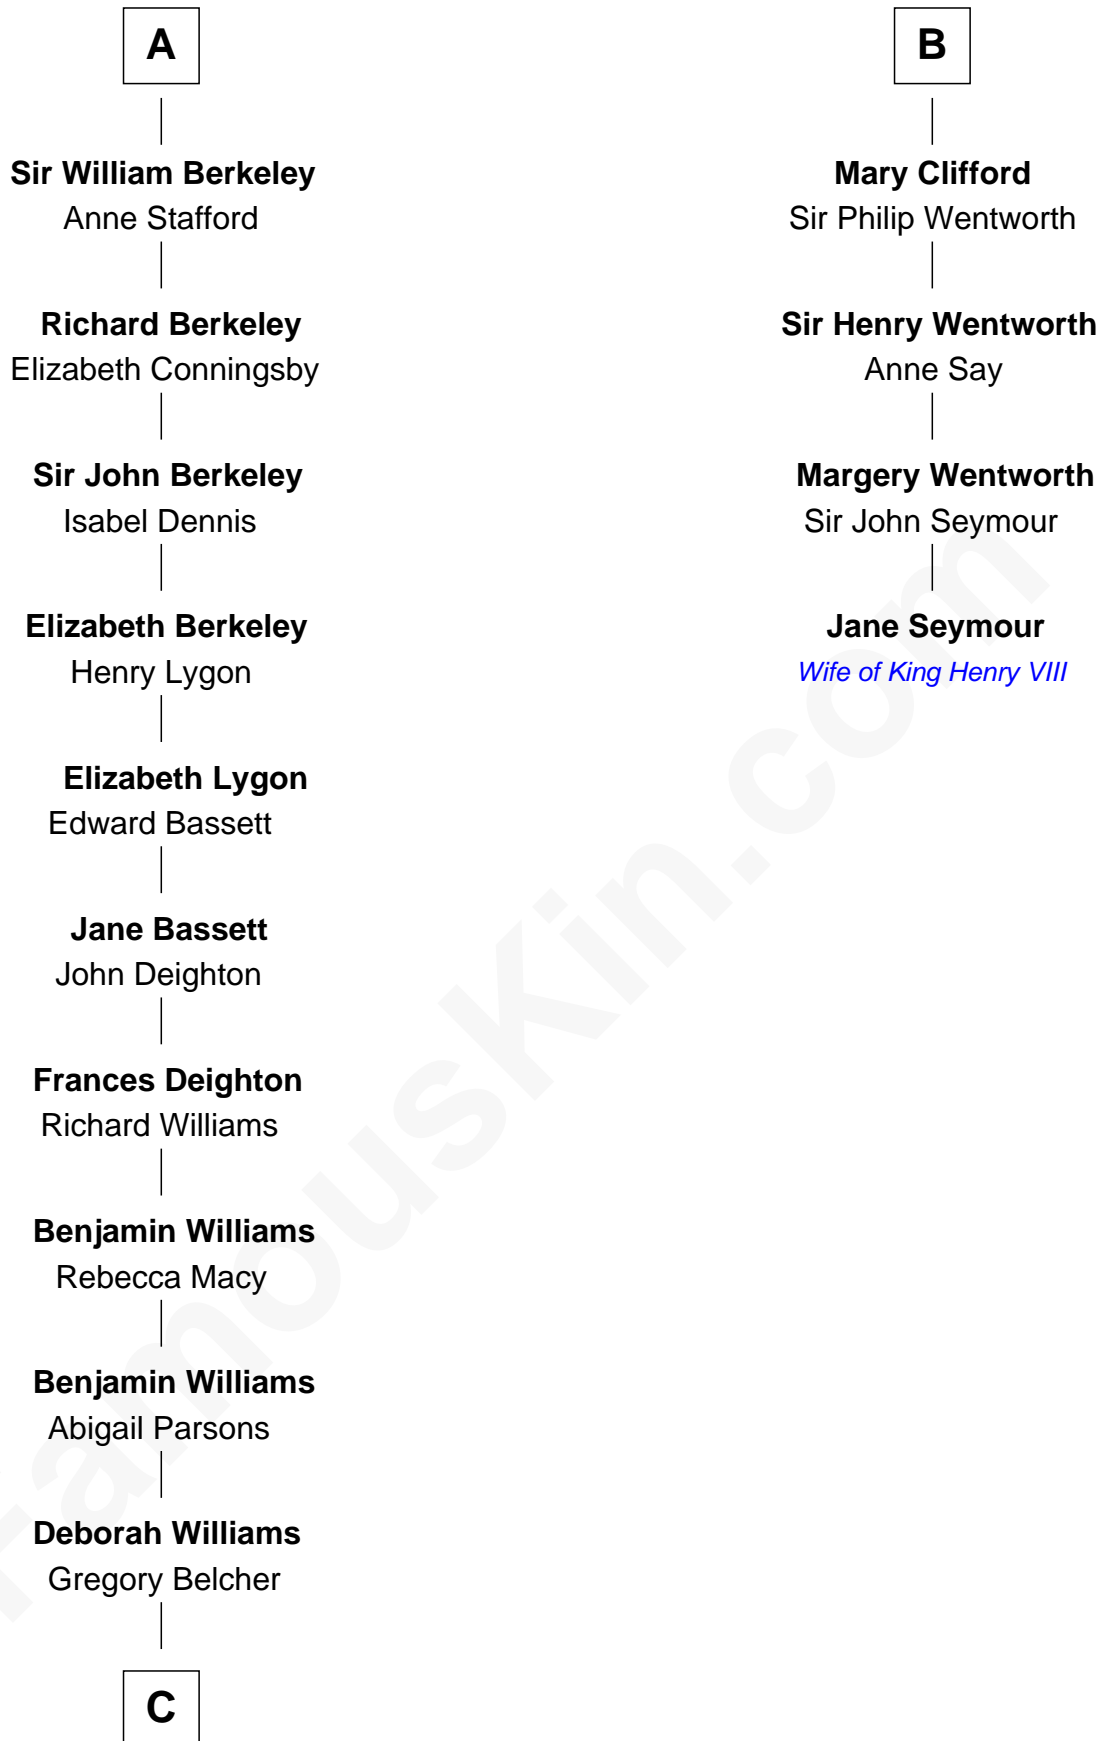 A
Sir William Berkeley
Anne Stafford
Richard Berkeley
Elizabeth Conningsby
Sir John Berkeley
Isabel Dennis
Elizabeth Berkeley
Henry Lygon
Elizabeth Lygon
Edward Bassett
Jane Bassett
John Deighton
Frances Deighton
Richard Williams
Benjamin Williams
Rebecca Macy
Benjamin Williams
Abigail Parsons
Deborah Williams
Gregory Belcher
C
B
Mary Clifford
Sir Philip Wentworth
Sir Henry Wentworth
Anne Say
Margery Wentworth
Sir John Seymour
Jane Seymour
Wife of King Henry VIII
FamousKin.com